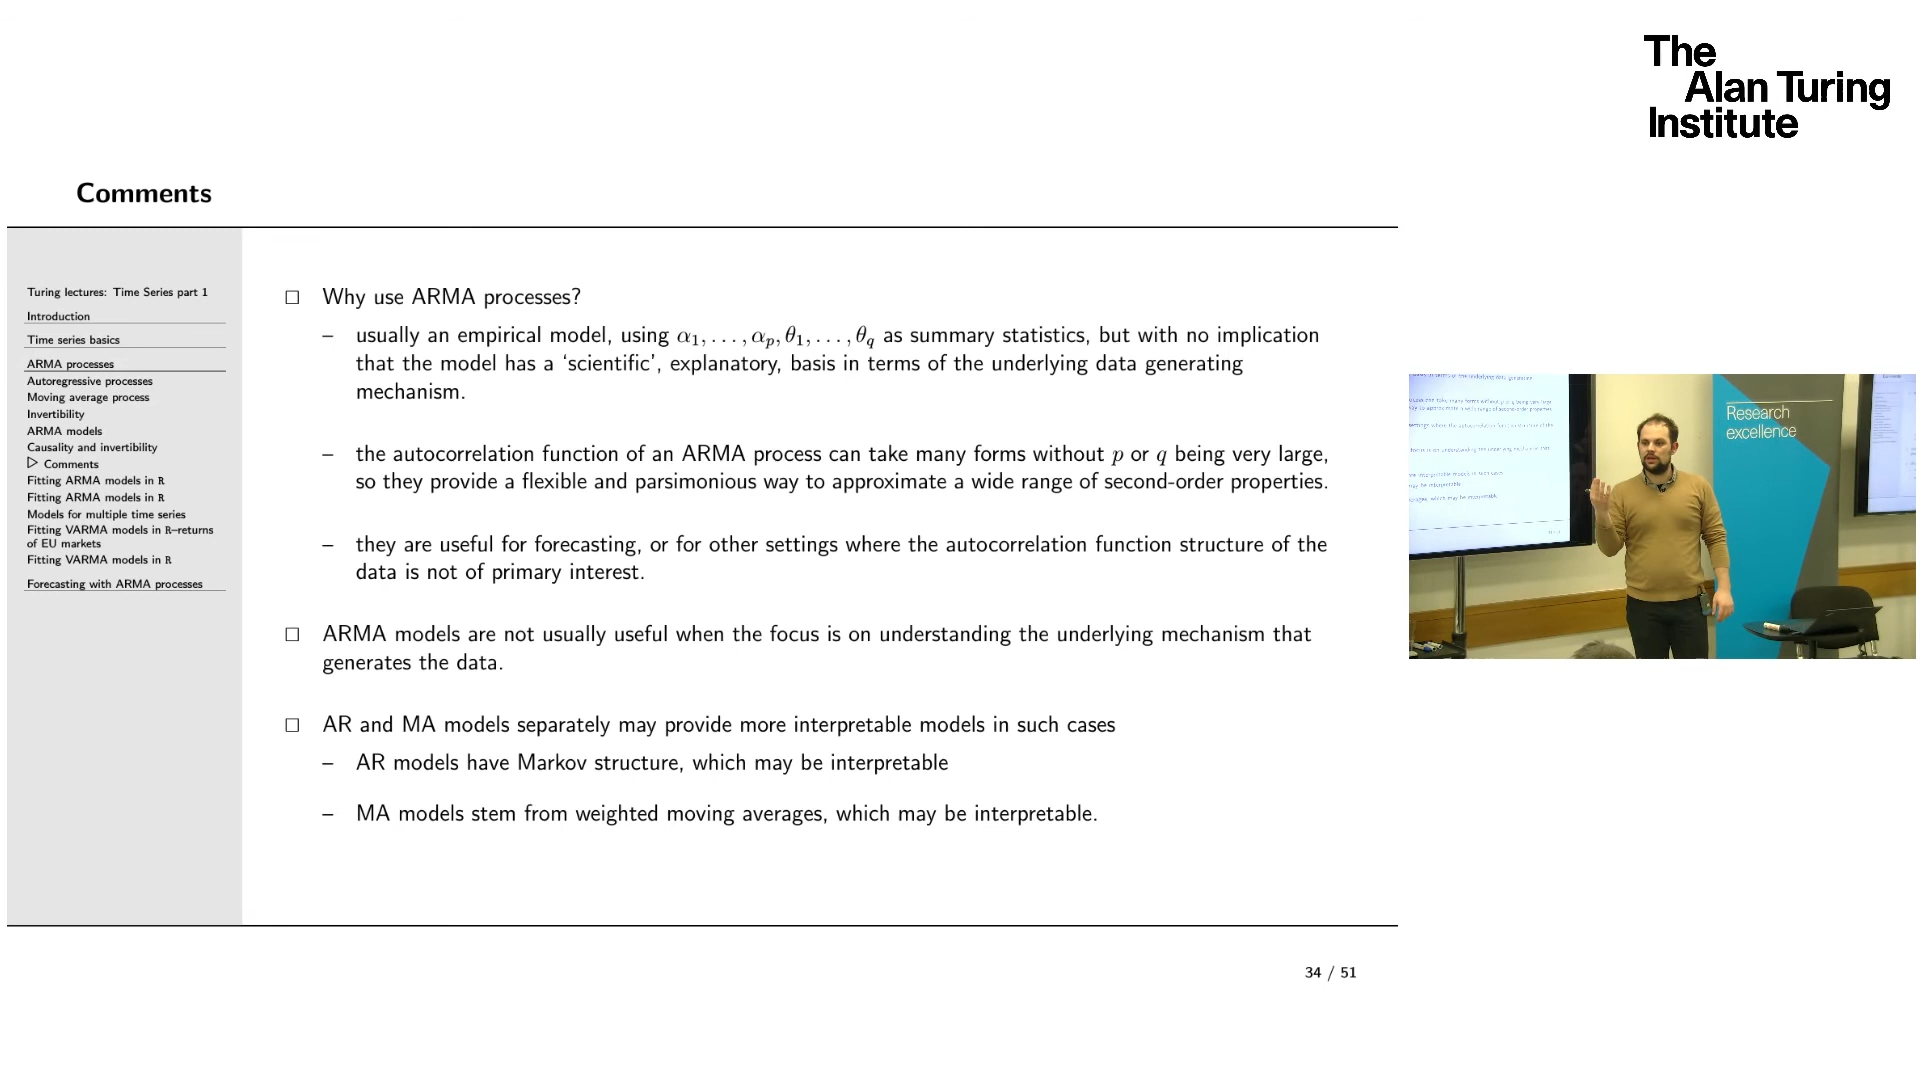 The
Alan Turing
Institute
Comments
Turing lectures: Time Series part 1
Introduction
Time series basics
ARMA processes
Autoregressive processes
Moving average process
Invertibility
ARMA models
Causality and invertibility
▷ Comments
Fitting ARMA models in R
Fitting ARMA models in R
Models for multiple time series
Fitting VARMA models in R–returns
of EU markets
Fitting VARMA models in R
Forecasting with ARMA processes
□ Why use ARMA processes?
– usually an empirical model, using α₁, . . . , αₚ, θ₁, . . . , θ_q as summary statistics, but with no implication
that the model has a ‘scientific’, explanatory, basis in terms of the underlying data generating
mechanism.
– the autocorrelation function of an ARMA process can take many forms without p or q being very large,
so they provide a flexible and parsimonious way to approximate a wide range of second-order properties.
– they are useful for forecasting, or for other settings where the autocorrelation function structure of the
data is not of primary interest.
□ ARMA models are not usually useful when the focus is on understanding the underlying mechanism that
generates the data.
□ AR and MA models separately may provide more interpretable models in such cases
– AR models have Markov structure, which may be interpretable
– MA models stem from weighted moving averages, which may be interpretable.
34 / 51
Research
excellence